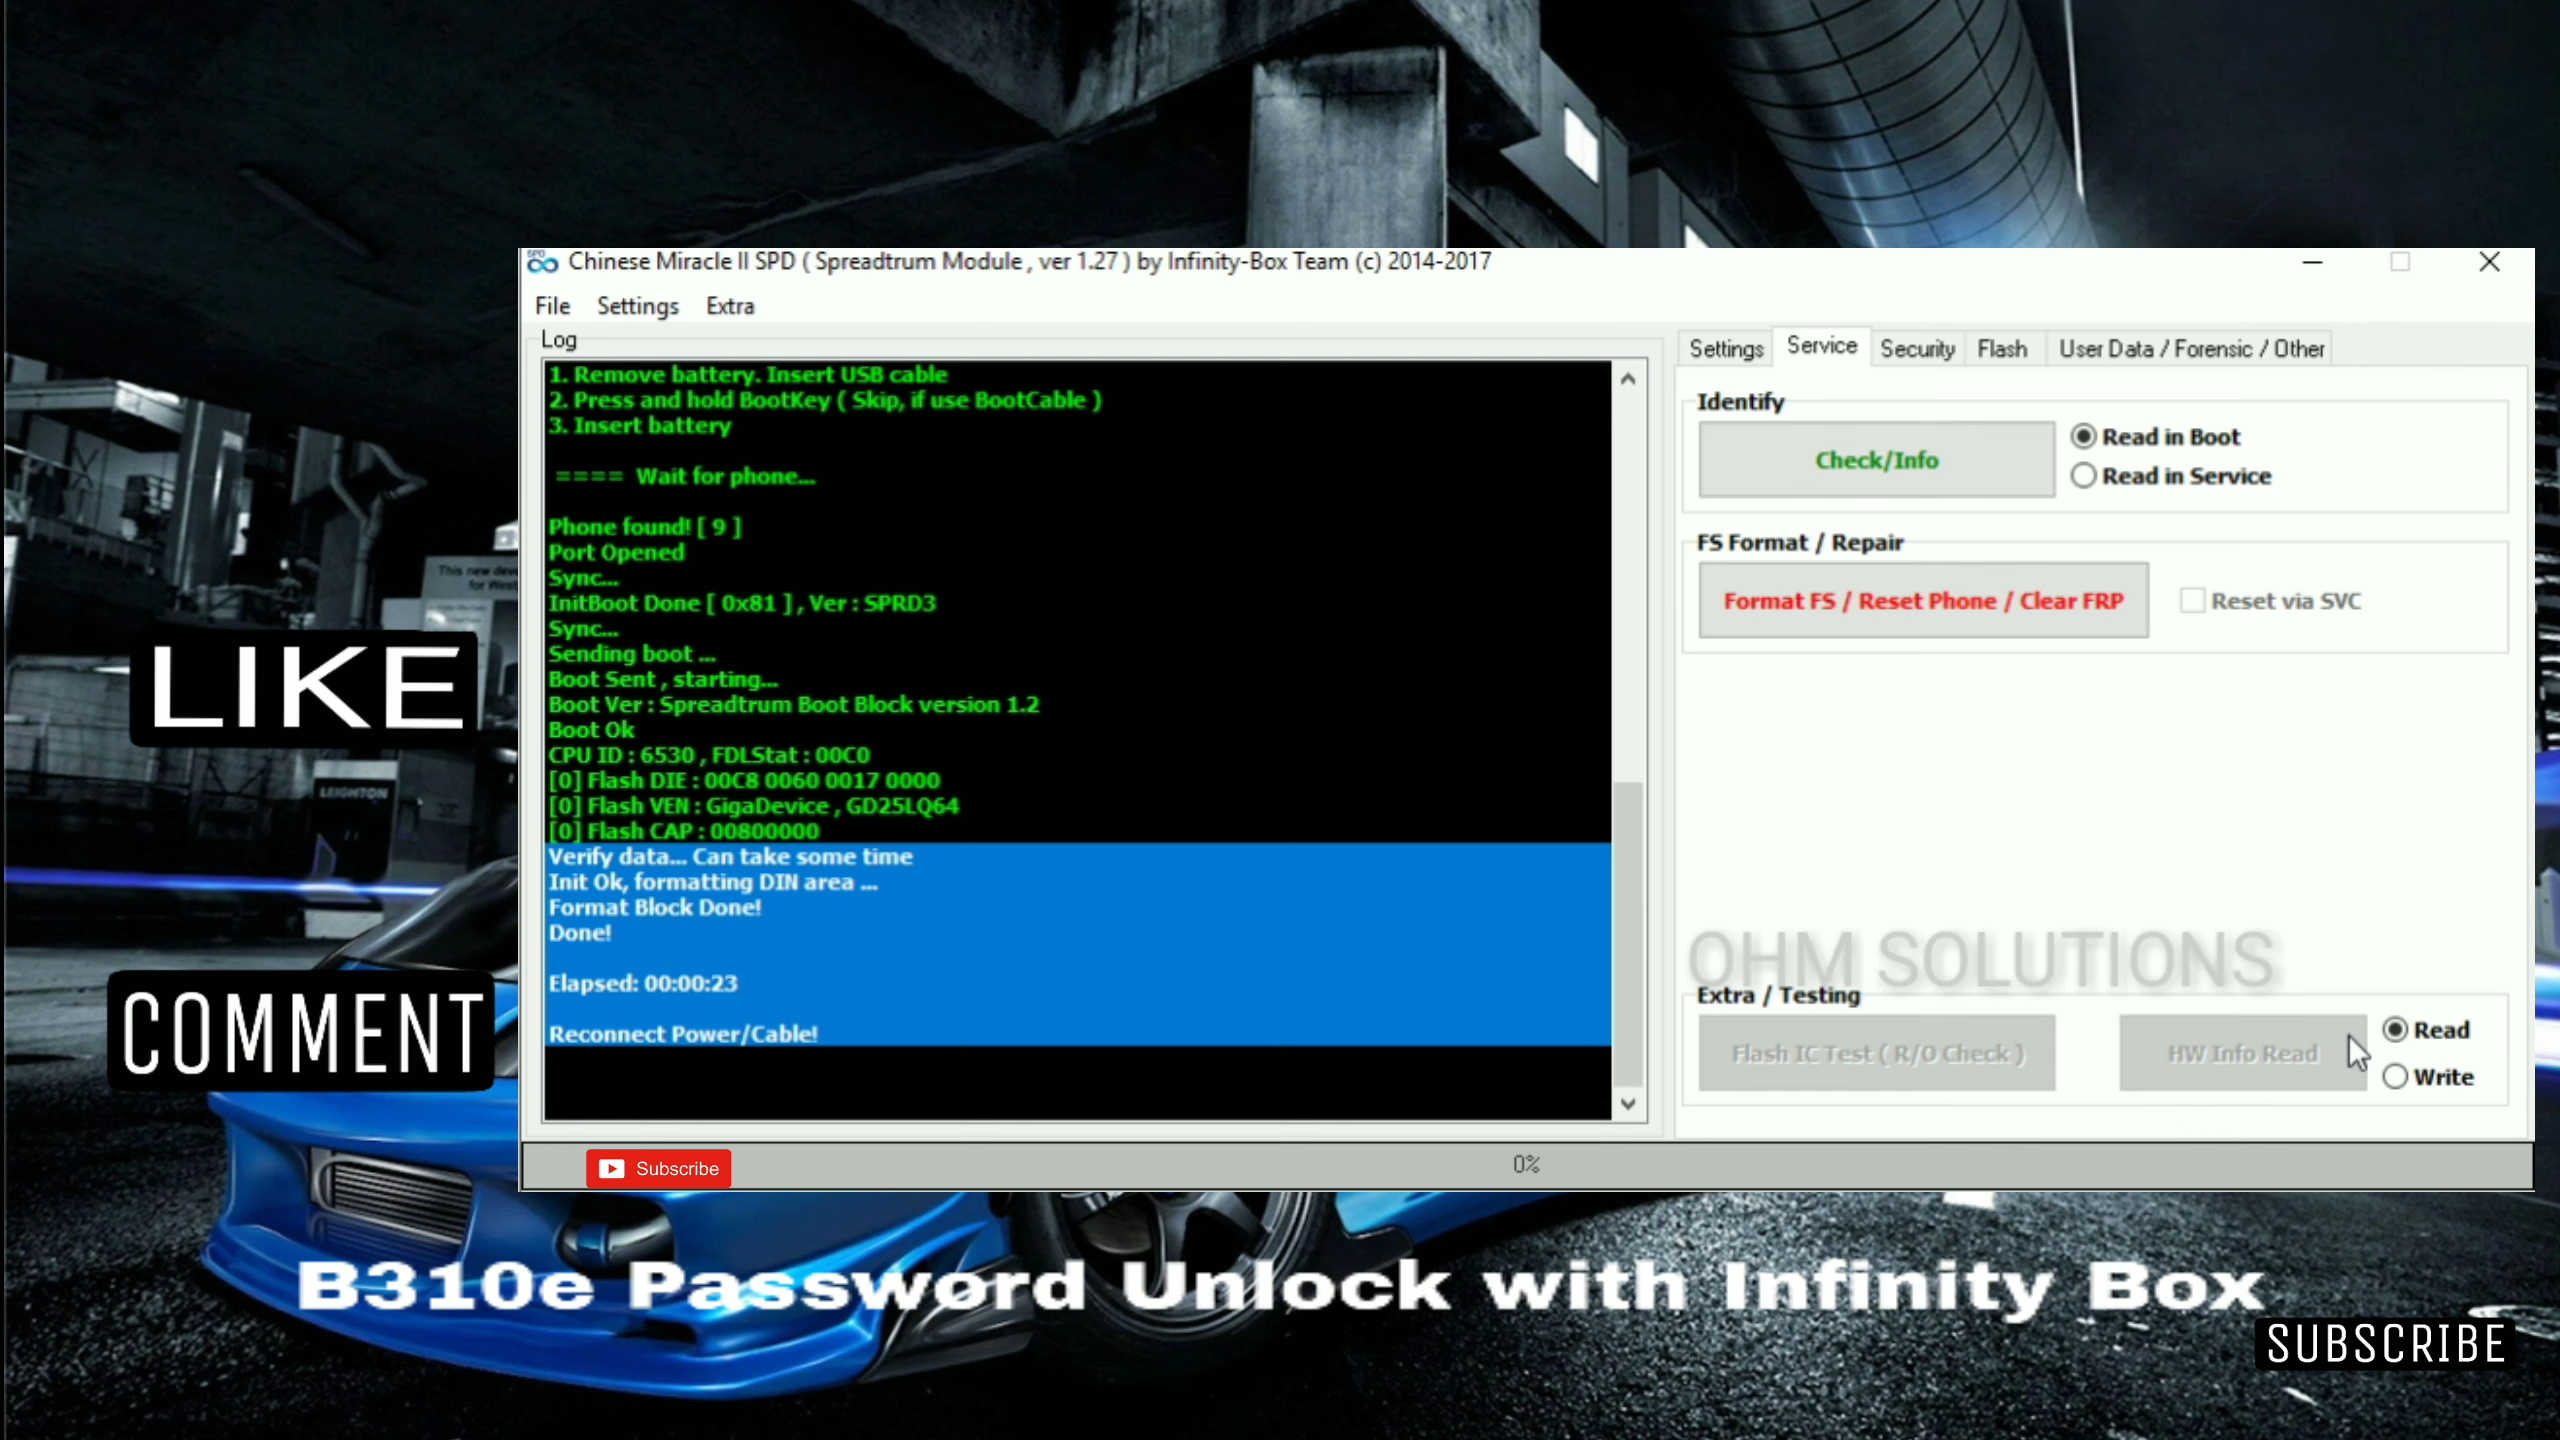 Chinese Miracle II SPD ( Spreadtrum Module , ver 1.27 ) by Infinity-Box Team (c) 2014-2017
File Settings Extra
Log
1. Remove battery. Insert USB cable
2. Press and hold BootKey ( Skip, if use BootCable )
3. Insert battery
==== Wait for phone...
Phone found! [ 9 ]
Port Opened
Sync...
InitBoot Done [ 0x81 ] , Ver : SPRD3
Sync...
Sending boot ...
Boot Sent , starting...
Boot Ver : Spreadtrum Boot Block version 1.2
Boot Ok
CPU ID : 6530 , FDLStat : 00C0
[0] Flash DIE : 00C8 0060 0017 0000
[0] Flash VEN : GigaDevice , GD25LQ64
[0] Flash CAP : 00800000
Verify data... Can take some time
Init Ok, formatting DIN area ...
Format Block Done!
Done!
Elapsed: 00:00:23
Reconnect Power/Cable!
Settings Service Security Flash User Data / Forensic / Other
Identify
Check/Info
Read in Boot
Read in Service
FS Format / Repair
Format FS / Reset Phone / Clear FRP
Reset via SVC
OHM SOLUTIONS
Extra / Testing
Flash IC Test ( R/O Check )
HW Info Read
Read
Write
Subscribe
0%
This new
for
LEIGHTON
LIKE
COMMENT
B310e Password Unlock with Infinity Box
SUBSCRIBE